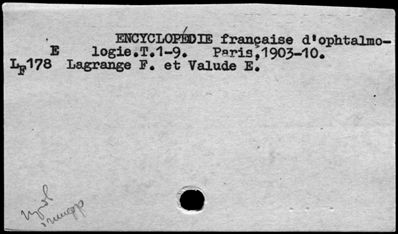 ENCYCLOPÉDIE française d'ophtalmo-
E logie.T.1-9. Paris,1903-10.
LF178 Lagrange F. et Valude E.